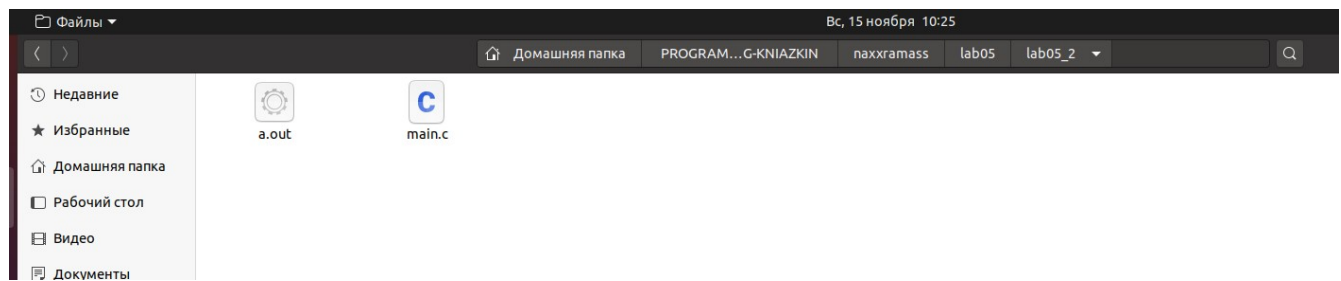 Файлы
Вс, 15 ноября 10:25
Домашняя папка PROGRAM...G-KNIAZKIN naxxramass lab05 lab05_2
Недавние
Избранные
Домашняя папка
Рабочий стол
Видео
Документы
a.out
C
main.c